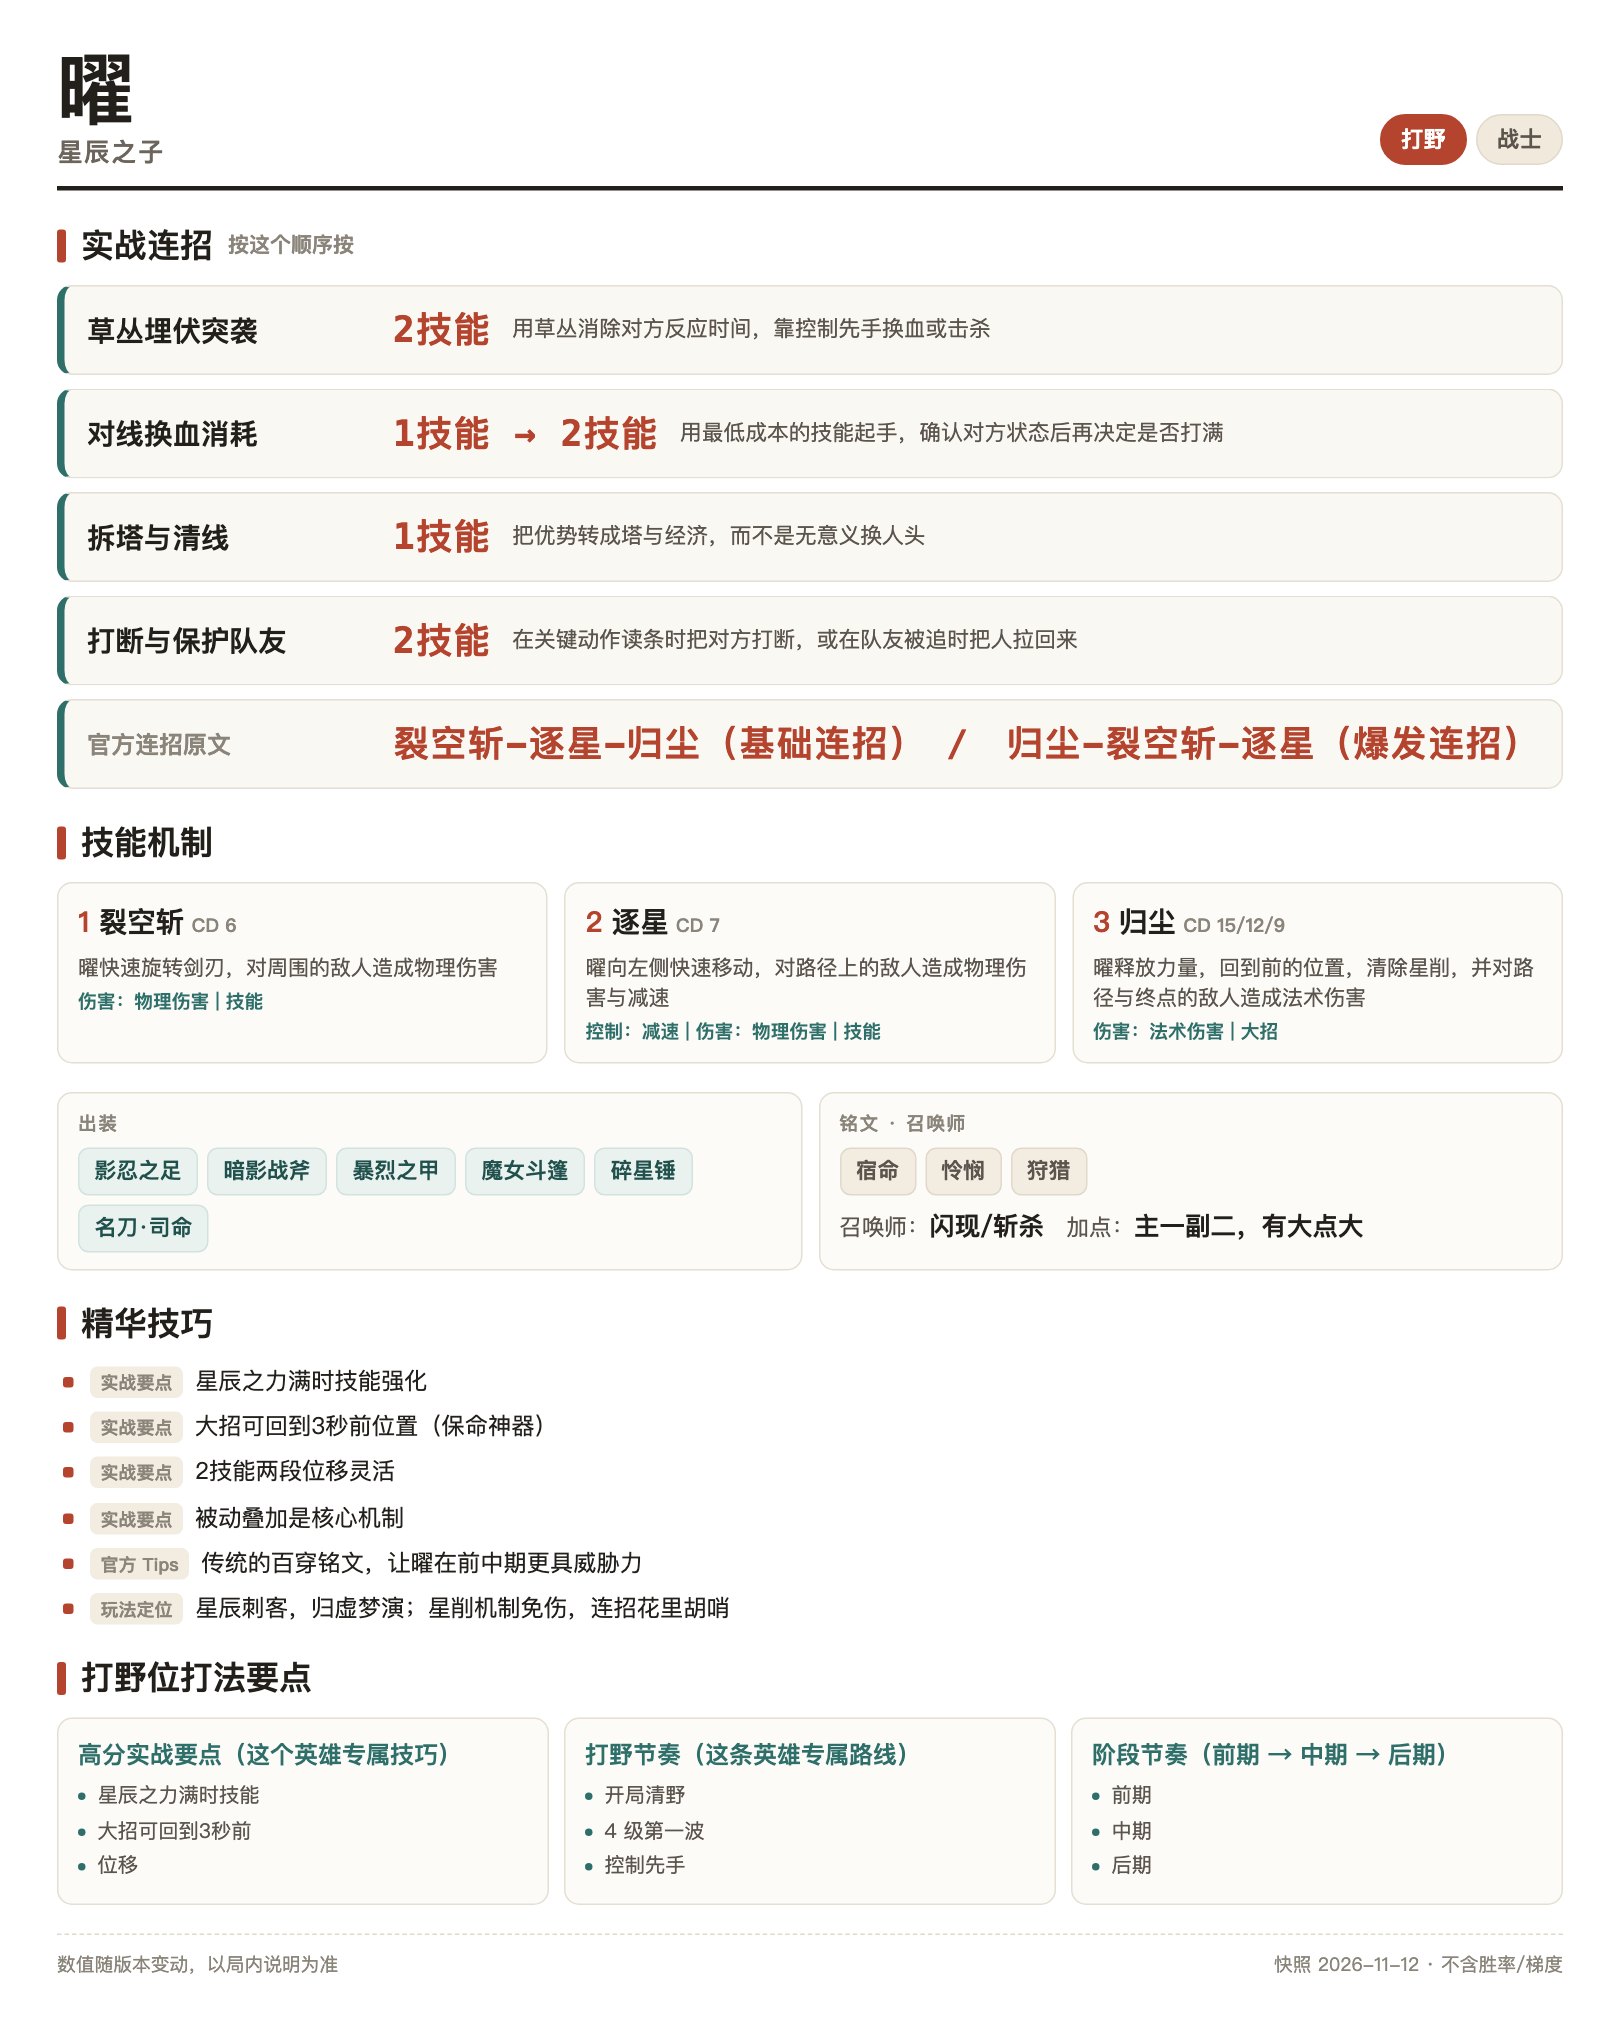 曜
星辰之子
打野 战士
实战连招 按这个顺序按
草丛埋伏突袭 2技能 用草丛消除对方反应时间，靠控制先手换血或击杀
对线换血消耗 1技能 → 2技能 用最低成本的技能起手，确认对方状态后再决定是否打满
拆塔与清线 1技能 把优势转成塔与经济，而不是无意义换人头
打断与保护队友 2技能 在关键动作读条时把对方打断，或在队友被追时把人拉回来
官方连招原文 裂空斩–逐星–归尘（基础连招） / 归尘–裂空斩–逐星（爆发连招）
技能机制
1 裂空斩 CD 6
曜快速旋转剑刃，对周围的敌人造成物理伤害
伤害：物理伤害 | 技能
2 逐星 CD 7
曜向左侧快速移动，对路径上的敌人造成物理伤
害与减速
控制：减速 | 伤害：物理伤害 | 技能
3 归尘 CD 15/12/9
曜释放力量，回到前的位置，清除星削，并对路
径与终点的敌人造成法术伤害
伤害：法术伤害 | 大招
出装
影忍之足 暗影战斧 暴烈之甲 魔女斗篷 碎星锤
名刀·司命
铭文 · 召唤师
宿命 怜悯 狩猎
召唤师：闪现/斩杀 加点：主一副二，有大点大
精华技巧
实战要点 星辰之力满时技能强化
实战要点 大招可回到3秒前位置（保命神器）
实战要点 2技能两段位移灵活
实战要点 被动叠加是核心机制
官方 Tips 传统的百穿铭文，让曜在前中期更具威胁力
玩法定位 星辰刺客，归虚梦演；星削机制免伤，连招花里胡哨
打野位打法要点
高分实战要点（这个英雄专属技巧）
星辰之力满时技能
大招可回到3秒前
位移
打野节奏（这条英雄专属路线）
开局清野
4 级第一波
控制先手
阶段节奏（前期 → 中期 → 后期）
前期
中期
后期
数值随版本变动，以局内说明为准
快照 2026–11–12 · 不含胜率/梯度